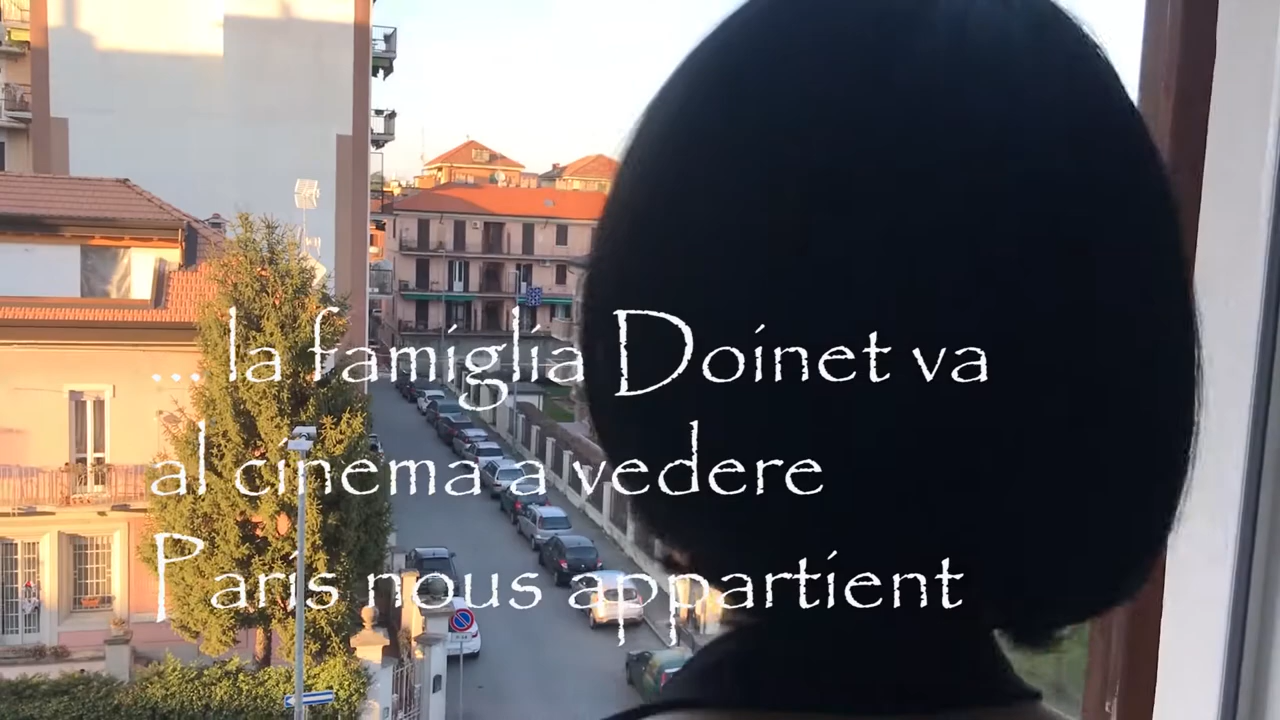 ... la famiglia Doinet va
al cinema a vedere
Paris nous appartient